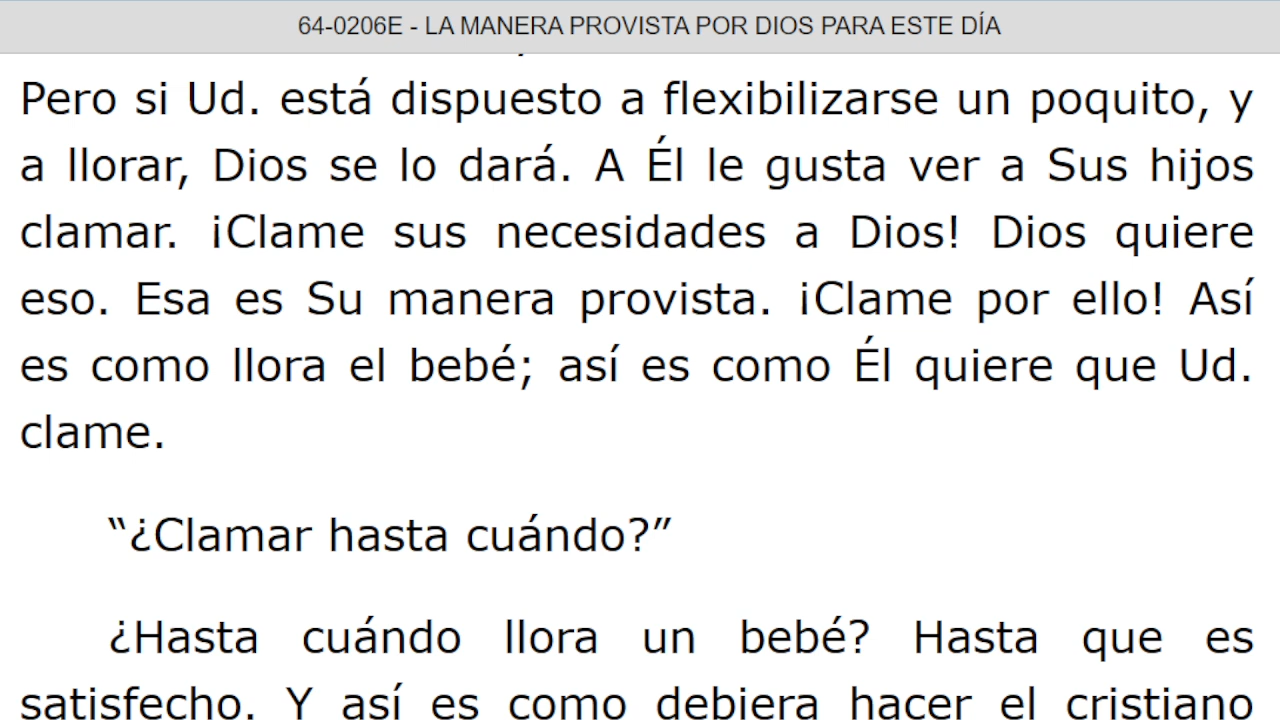 64-0206E - LA MANERA PROVISTA POR DIOS PARA ESTE DÍA
Pero si Ud. está dispuesto a flexibilizarse un poquito, y
a llorar, Dios se lo dará. A Él le gusta ver a Sus hijos
clamar. ¡Clame sus necesidades a Dios! Dios quiere
eso. Esa es Su manera provista. ¡Clame por ello! Así
es como llora el bebé; así es como Él quiere que Ud.
clame.
“¿Clamar hasta cuándo?”
¿Hasta cuándo llora un bebé? Hasta que es
satisfecho. Y así es como debiera hacer el cristiano